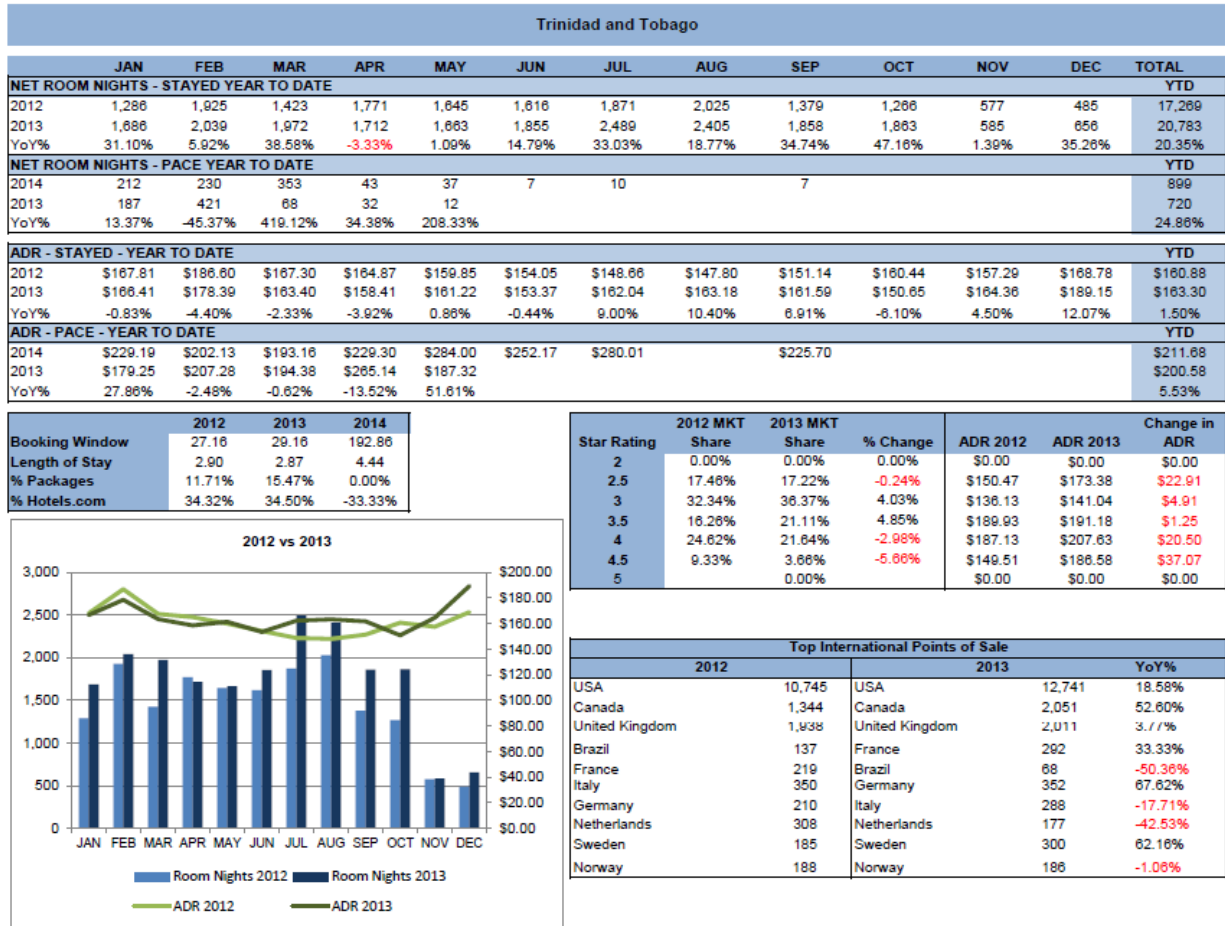 Trinidad and Tobago
JAN FEB MAR APR MAY JUN JUL AUG SEP OCT NOV DEC TOTAL
NET ROOM NIGHTS - STAYED YEAR TO DATE YTD
2012 1,286 1,925 1,423 1,771 1,645 1,616 1,871 2,025 1,379 1,266 577 485 17,269
2013 1,686 2,039 1,972 1,712 1,663 1,855 2,489 2,405 1,858 1,863 585 656 20,783
YoY% 31.10% 5.92% 38.58% -3.33% 1.09% 14.79% 33.03% 18.77% 34.74% 47.16% 1.39% 35.26% 20.35%
NET ROOM NIGHTS - PACE YEAR TO DATE YTD
2014 212 230 353 43 37 7 10 7 899
2013 187 421 68 32 12 720
YoY% 13.37% -45.37% 419.12% 34.38% 208.33% 24.86%
ADR - STAYED - YEAR TO DATE YTD
2012 $167.81 $186.60 $167.30 $164.87 $159.85 $154.05 $148.66 $147.80 $151.14 $160.44 $157.29 $168.78 $160.88
2013 $166.41 $178.39 $163.40 $158.41 $161.22 $153.37 $162.04 $163.18 $161.59 $150.65 $164.36 $189.15 $163.30
YoY% -0.83% -4.40% -2.33% -3.92% 0.86% -0.44% 9.00% 10.40% 6.91% -6.10% 4.50% 12.07% 1.50%
ADR - PACE - YEAR TO DATE YTD
2014 $229.19 $202.13 $193.16 $229.30 $284.00 $252.17 $280.01 $225.70 $211.68
2013 $179.25 $207.28 $194.38 $265.14 $187.32 $200.58
YoY% 27.86% -2.48% -0.62% -13.52% 51.61% 5.53%
2012 2013 2014
Booking Window 27.16 29.16 192.86
Length of Stay 2.90 2.87 4.44
% Packages 11.71% 15.47% 0.00%
% Hotels.com 34.32% 34.50% -33.33%
2012 MKT 2013 MKT Change in
Star Rating Share Share % Change ADR 2012 ADR 2013 ADR
2 0.00% 0.00% 0.00% $0.00 $0.00 $0.00
2.5 17.46% 17.22% -0.24% $150.47 $173.38 $22.91
3 32.34% 36.37% 4.03% $136.13 $141.04 $4.91
3.5 16.26% 21.11% 4.85% $189.93 $191.18 $1.25
4 24.62% 21.64% -2.98% $187.13 $207.63 $20.50
4.5 9.33% 3.66% -5.66% $149.51 $186.58 $37.07
5 0.00% $0.00 $0.00 $0.00
2012 vs 2013
3,000 $200.00
$180.00
2,500 $160.00
2,000 $140.00
$120.00
1,500 $100.00
1,000 $80.00
$60.00
500 $40.00
$20.00
0 $0.00
JAN FEB MAR APR MAY JUN JUL AUG SEP OCT NOV DEC
Room Nights 2012 Room Nights 2013
ADR 2012 ADR 2013
Top International Points of Sale
2012 2013 YoY%
USA 10,745 USA 12,741 18.58%
Canada 1,344 Canada 2,051 52.60%
United Kingdom 1,938 United Kingdom 2,011 3.77%
Brazil 137 France 292 33.33%
France 219 Brazil 68 -50.36%
Italy 350 Germany 352 67.62%
Germany 210 Italy 288 -17.71%
Netherlands 308 Netherlands 177 -42.53%
Sweden 185 Sweden 300 62.16%
Norway 188 Norway 186 -1.06%